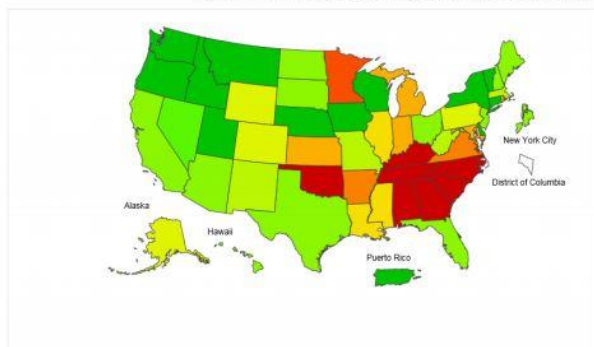 New York City
District of Columbia
Alaska
Hawaii
Puerto Rico